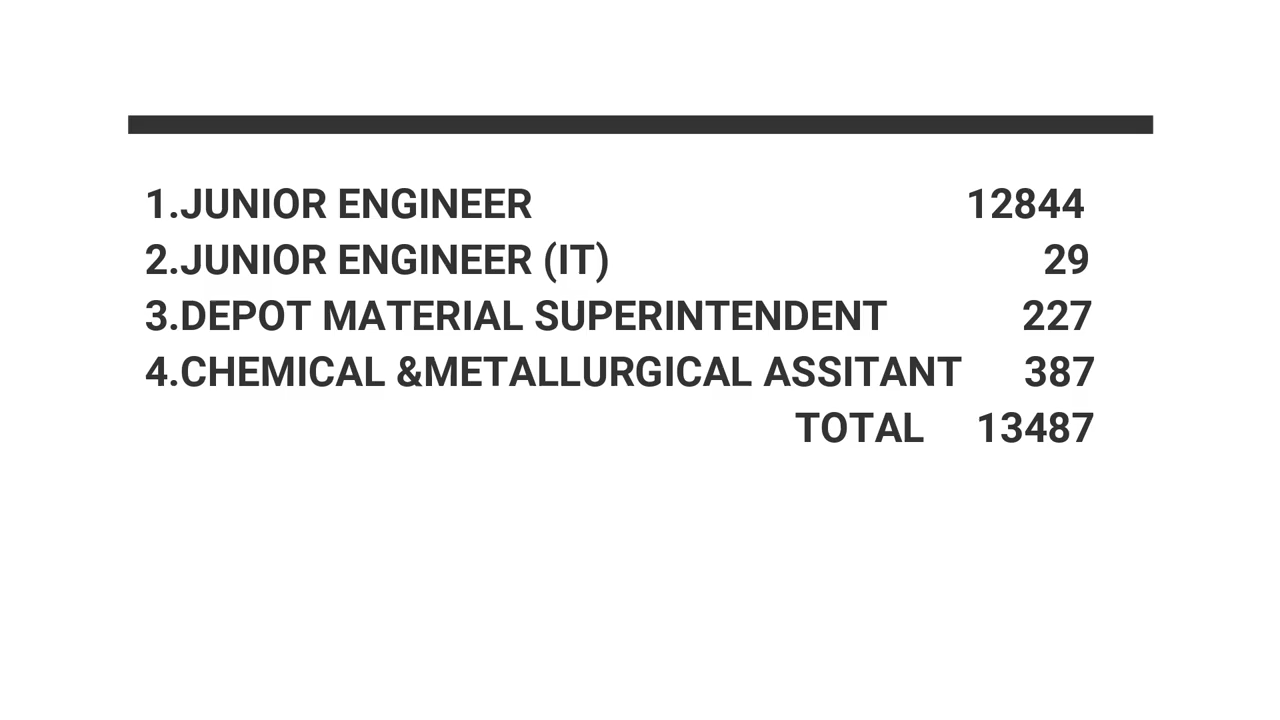 1.JUNIOR ENGINEER 12844
2.JUNIOR ENGINEER (IT) 29
3.DEPOT MATERIAL SUPERINTENDENT 227
4.CHEMICAL &METALLURGICAL ASSITANT 387
TOTAL 13487